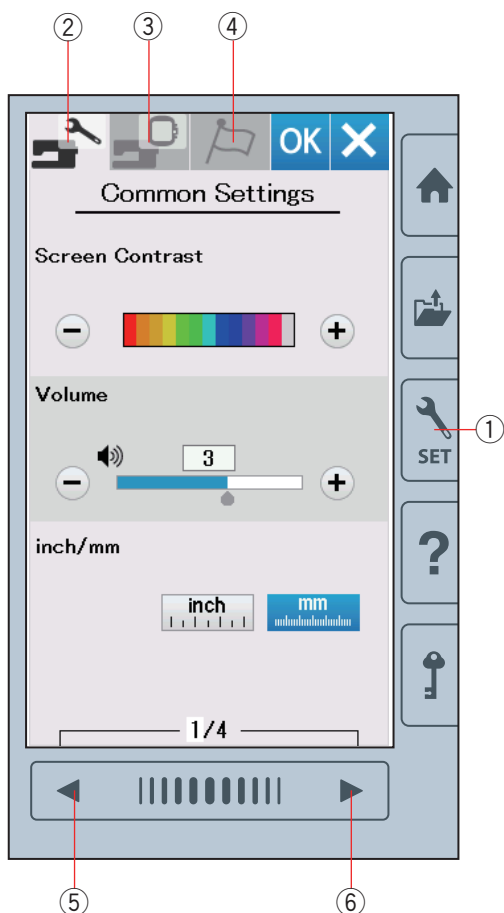 ② ③ ④
OK
Common Settings
Screen Contrast
Volume
3
SET
①
inch/mm
inch mm
?
1/4
⑤ ⑥